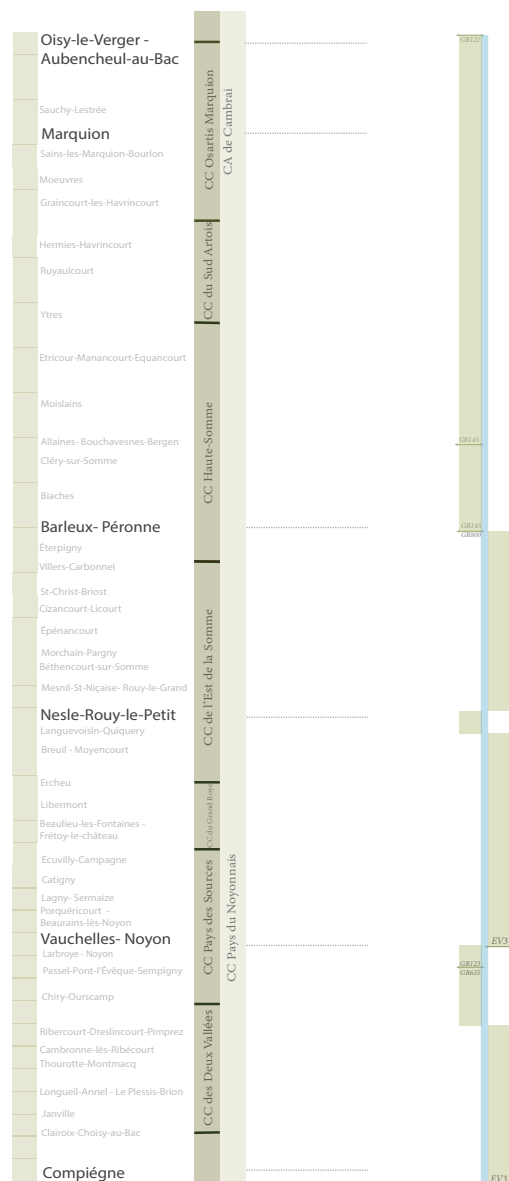 Oisy-le-Verger -
Aubencheul-au-Bac
Sauchy-Lestrée
Marquion
Sains-les-Marquion-Bourlon
Moeuvres
Graincourt-les-Havrincourt
Hermies-Havrincourt
Ruyaulcourt
Ytres
Etricour-Manancourt-Equancourt
Moislains
Allaines- Bouchavesnes-Bergen
Cléry-sur-Somme
Biaches
Barleux- Péronne
Éterpigny
Villers-Carbonnel
St-Christ-Briost
Cizancourt-Licourt
Épénancourt
Morchain-Pargny
Béthencourt-sur-Somme
Mesnil-St-Niçaise- Rouy-le-Grand
Nesle-Rouy-le-Petit
Languevoisin-Quiquery
Breuil - Moyencourt
Ercheu
Libermont
Beaulieu-les-Fontaines -
Frétoy-le-château
Ecuvilly-Campagne
Catigny
Lagny- Sermaize
Porquéricourt -
Beaurains-lès-Noyon
Vauchelles- Noyon
Larbroye - Noyon
Passel-Pont-l'Évêque-Sempigny
Chiry-Ourscamp
Ribercourt-Dreslincourt-Pimprez
Cambronne-lès-Ribécourt
Thourotte-Montmacq
Longueil-Annel - Le Plessis-Brion
Janville
Clairoix-Choisy-au-Bac
Compiégne
CC Osartis Marquion
CC du Sud Artois
CC Haute-Somme
CC de l'Est de la Somme
CC du Grand Roye
CC Pays des Sources
CC des Deux Vallées
CA de Cambrai
CC Pays du Noyonnais
GR121
GR145
GR145
GR800
EV3
GR123
GR655
EV3